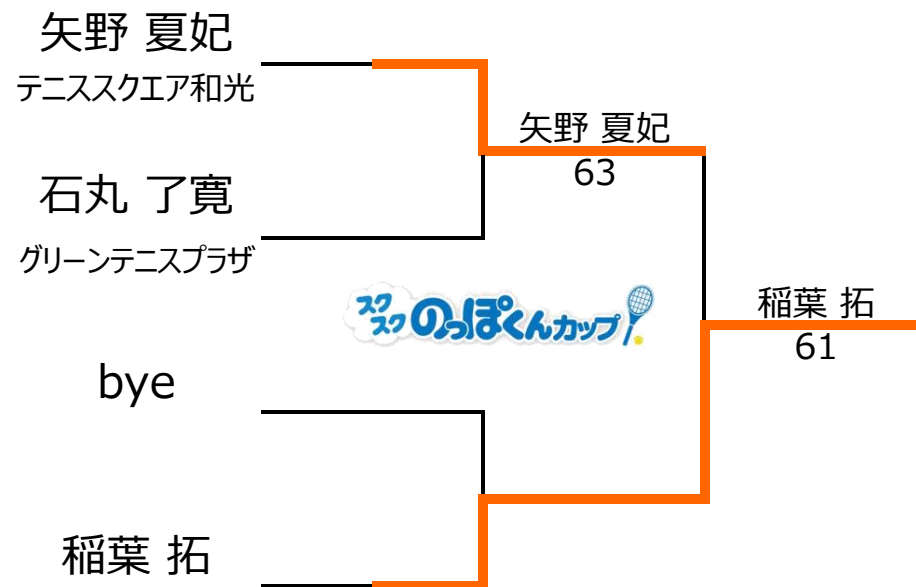 矢野 夏妃
テニススクエア和光
矢野 夏妃
63
石丸 了寛
グリーンテニスプラザ
スクスク のっぽくんカップ!
稲葉 拓
61
bye
稲葉 拓